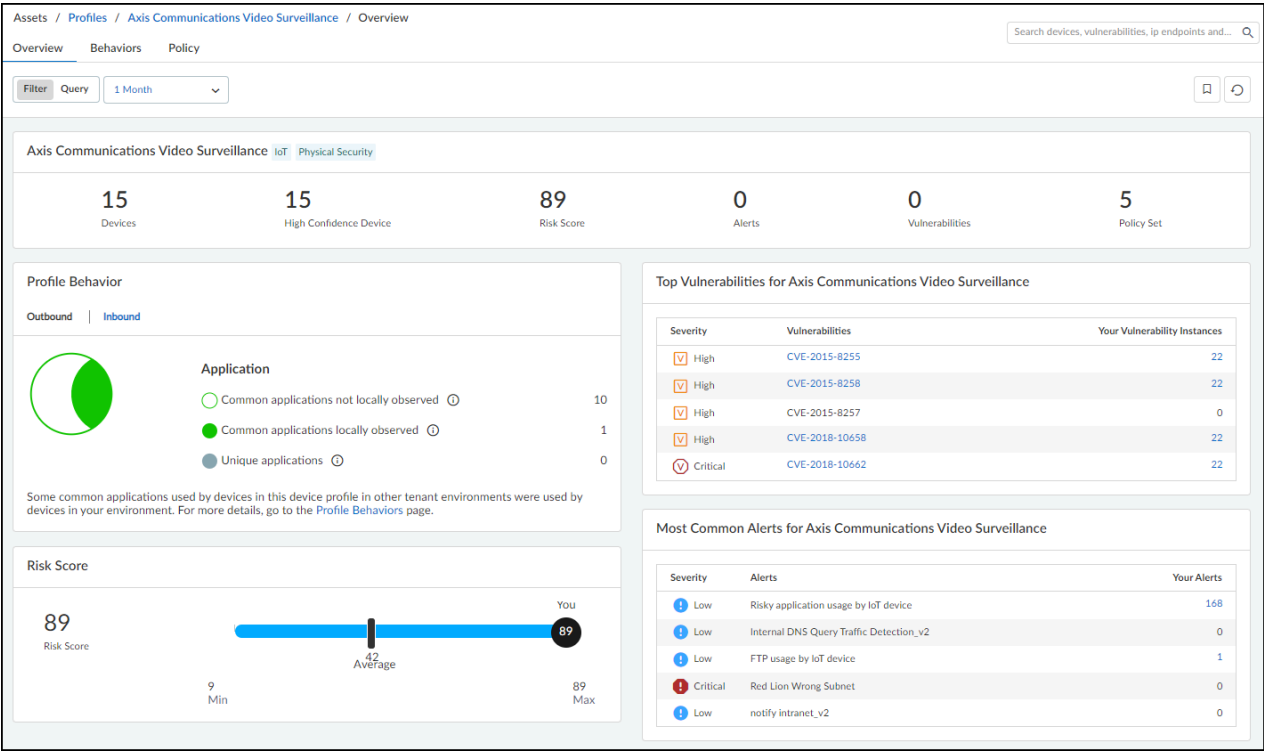 Assets / Profiles / Axis Communications Video Surveillance / Overview
Search devices, vulnerabilities, ip endpoints and...
Overview Behaviors Policy
Filter Query 1 Month
Axis Communications Video Surveillance IoT Physical Security
15 15 89 0 0 5
Devices High Confidence Device Risk Score Alerts Vulnerabilities Policy Set
Profile Behavior
Outbound | Inbound
Application
Common applications not locally observed 10
Common applications locally observed 1
Unique applications 0
Some common applications used by devices in this device profile in other tenant environments were used by
devices in your environment. For more details, go to the Profile Behaviors page.
Risk Score
You
89 89
Risk Score
42
Average
9 89
Min Max
Top Vulnerabilities for Axis Communications Video Surveillance
Severity Vulnerabilities Your Vulnerability Instances
V High CVE-2015-8255 22
V High CVE-2015-8258 22
V High CVE-2015-8257 0
V High CVE-2018-10658 22
V Critical CVE-2018-10662 22
Most Common Alerts for Axis Communications Video Surveillance
Severity Alerts Your Alerts
Low Risky application usage by IoT device 168
Low Internal DNS Query Traffic Detection_v2 0
Low FTP usage by IoT device 1
Critical Red Lion Wrong Subnet 0
Low notify intranet_v2 0